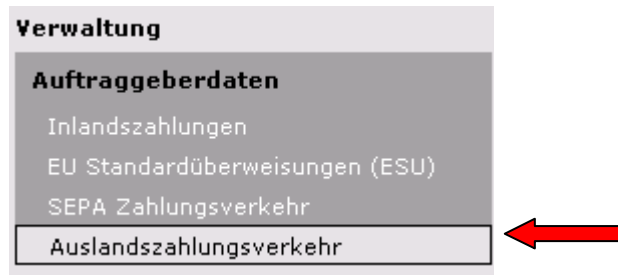 Verwaltung
Auftraggeberdaten
Inlandszahlungen
EU Standardüberweisungen (ESU)
SEPA Zahlungsverkehr
Auslandszahlungsverkehr